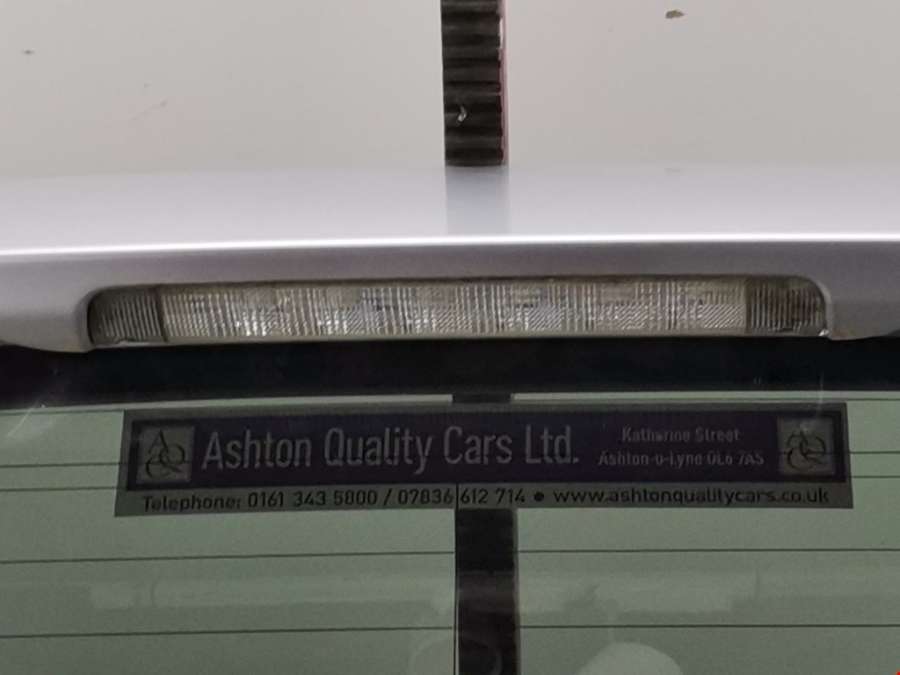 Ashton Quality Cars Ltd.
Katharine Street
Ashton-u-Lyne OL6 7AS
Telephone: 0161 343 5800 / 07836 612 714 ● www.ashtonqualitycars.co.uk